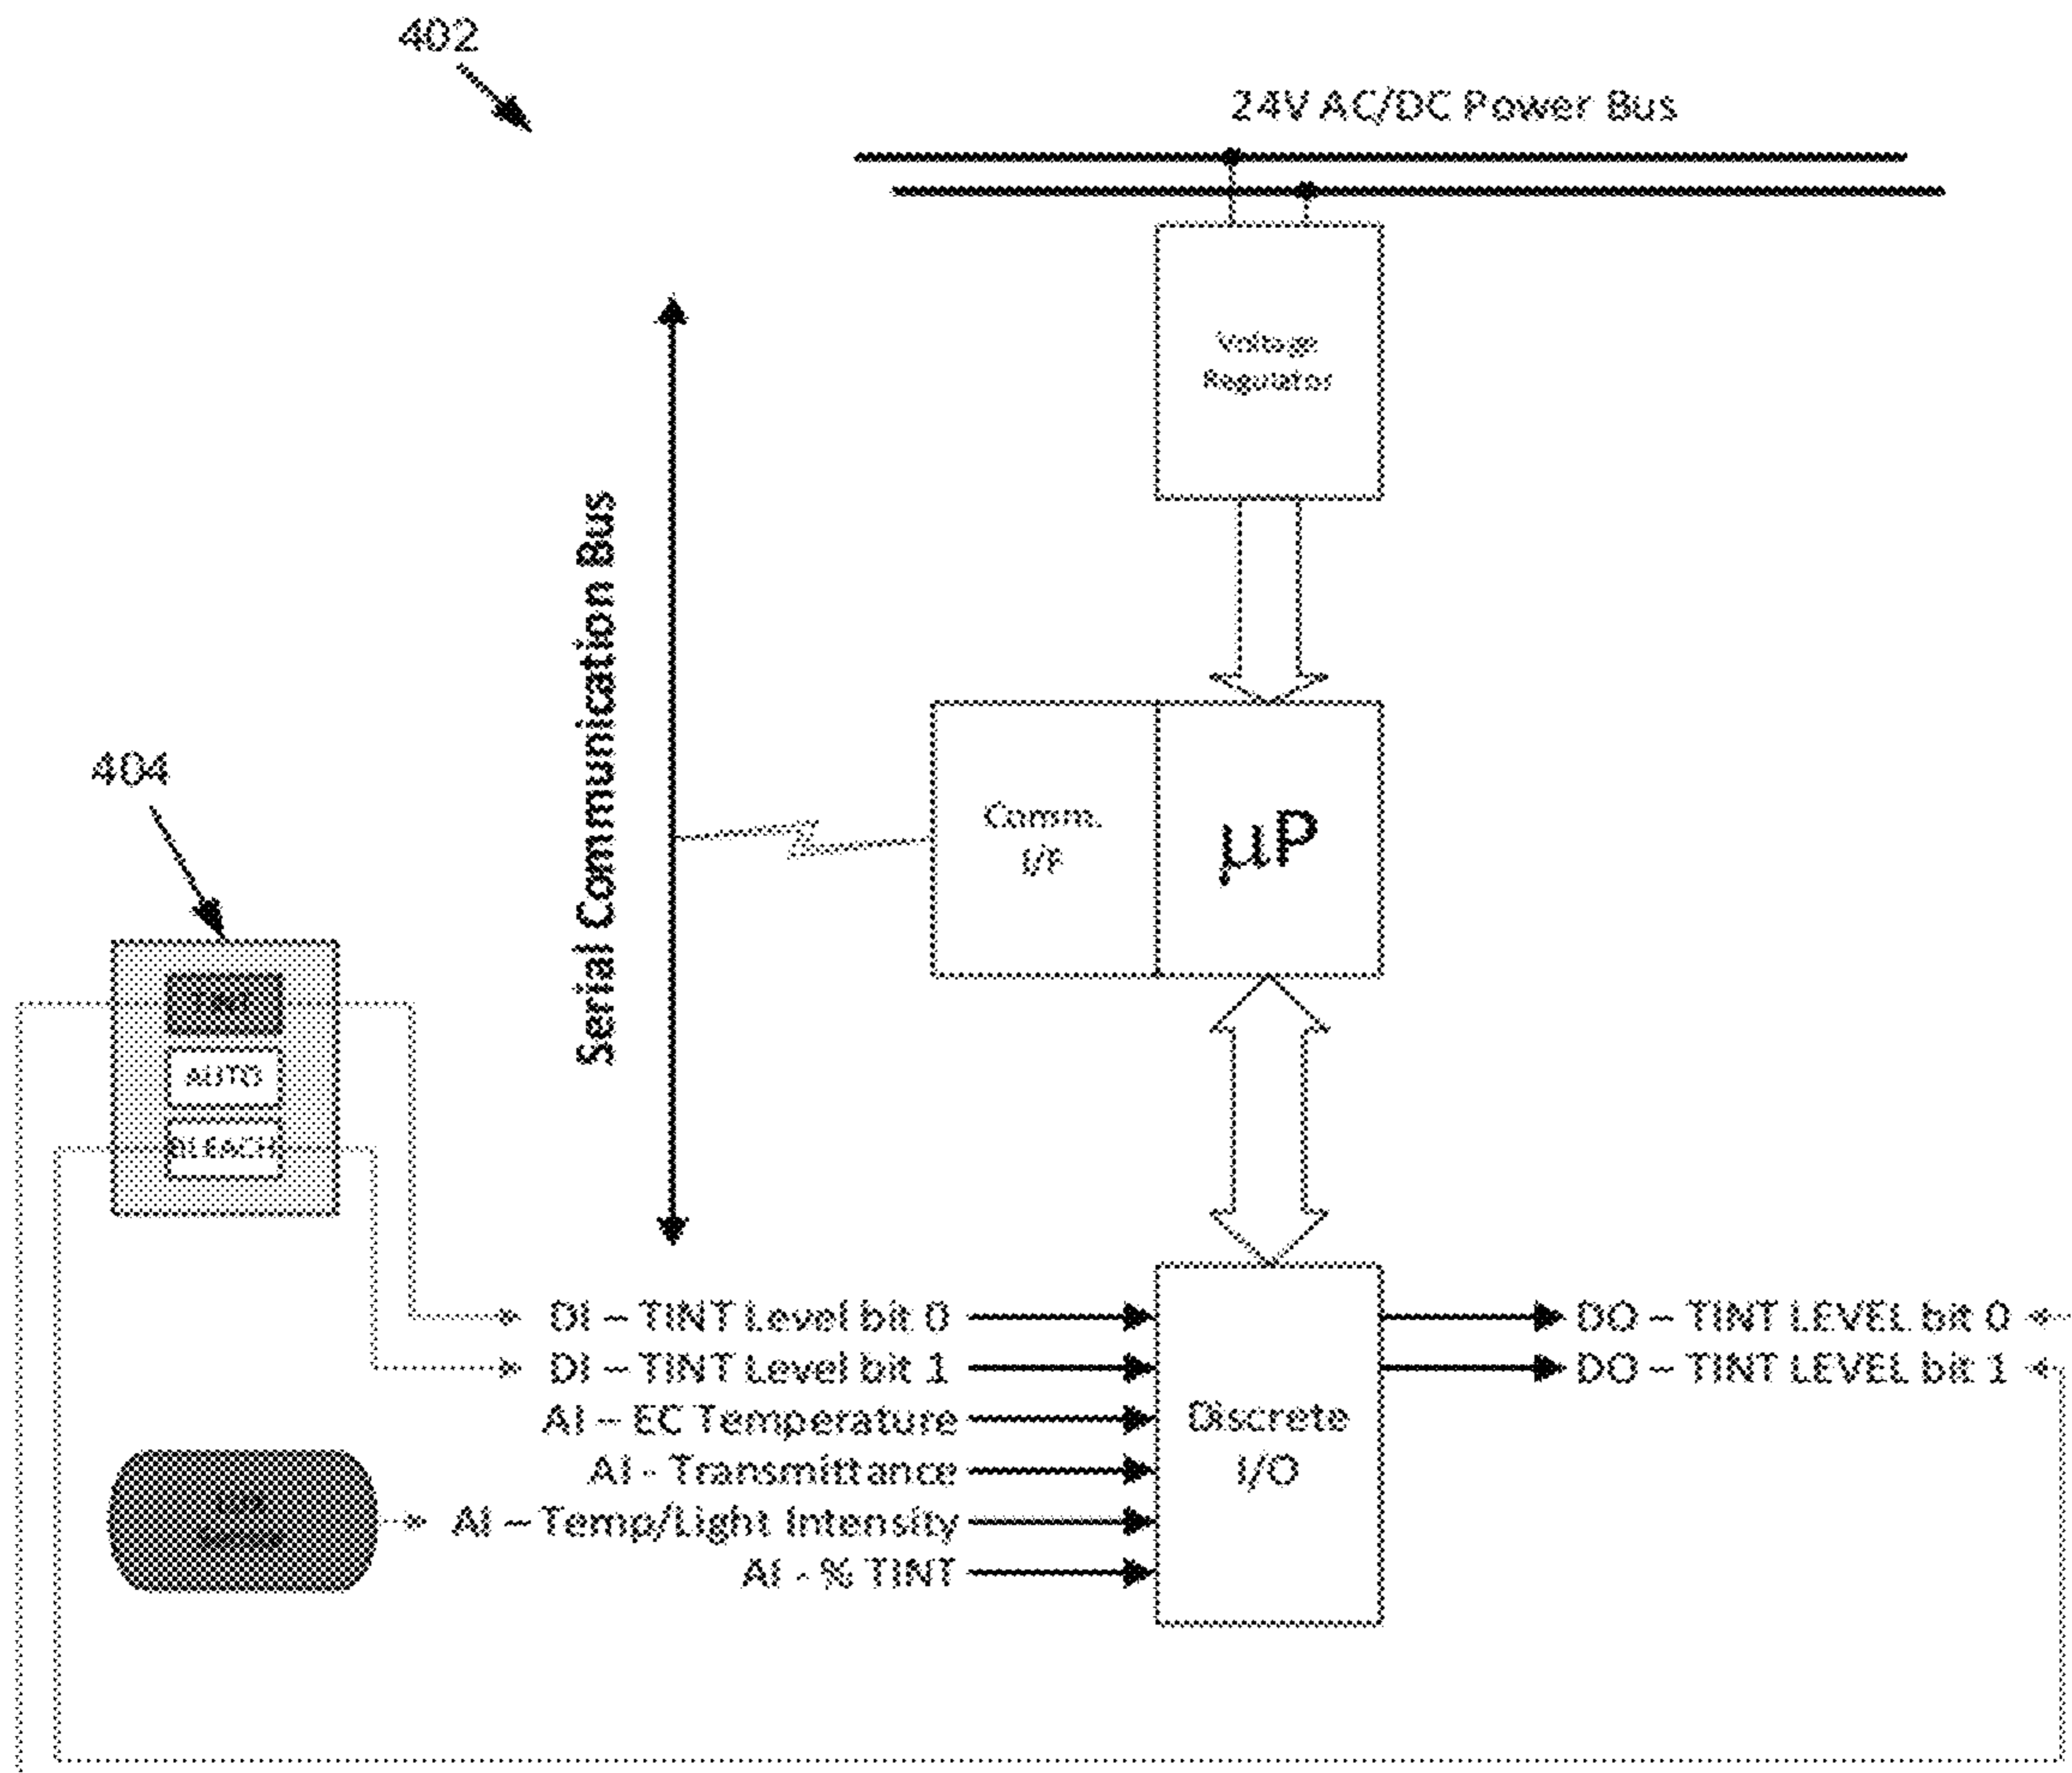 402
24V AC/DC Power Bus
Voltage
Regulator
Serial Communication Bus
404
Comm.
I/F
µP
TINT
AUTO
BLEACH
DI – TINT Level bit 0
DI – TINT Level bit 1
AI – EC Temperature
AI - Transmittance
AI – Temp/Light Intensity
AI - % TINT
Discrete
I/O
DO – TINT LEVEL bit 0
DO – TINT LEVEL bit 1